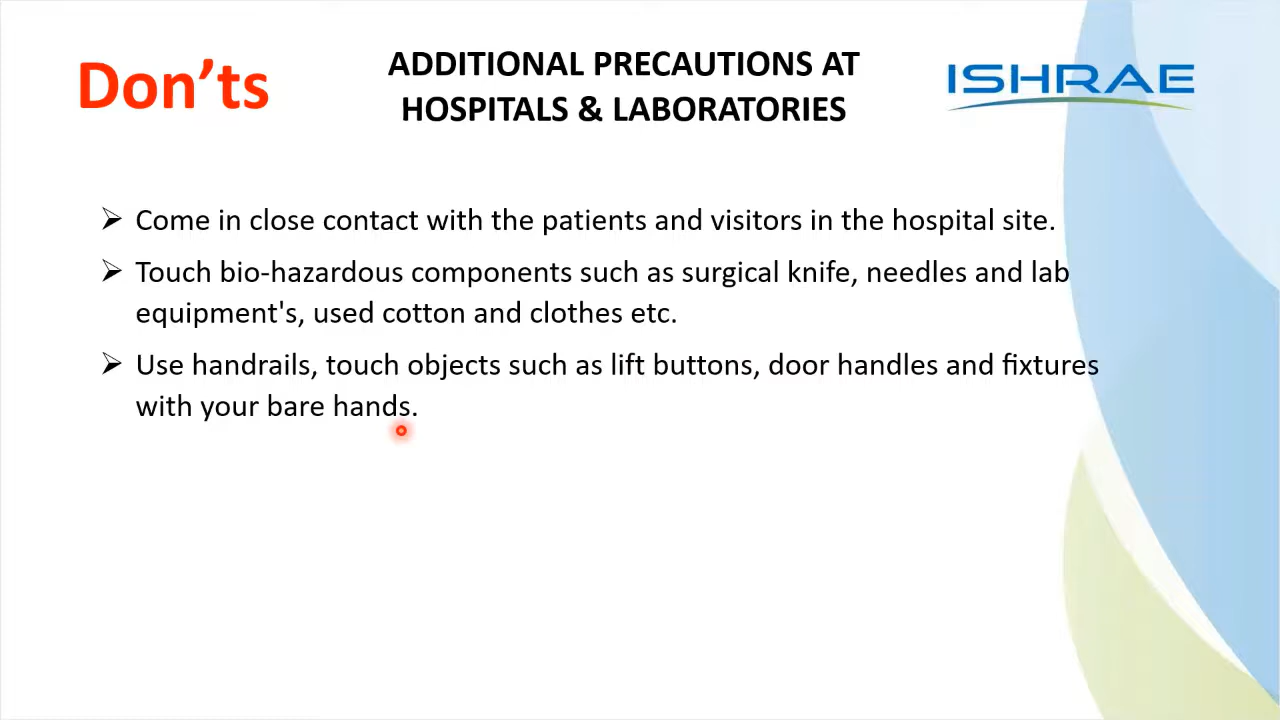 Don’ts
ADDITIONAL PRECAUTIONS AT
HOSPITALS & LABORATORIES
ISHRAE
➢ Come in close contact with the patients and visitors in the hospital site.
➢ Touch bio-hazardous components such as surgical knife, needles and lab
equipment's, used cotton and clothes etc.
➢ Use handrails, touch objects such as lift buttons, door handles and fixtures
with your bare hands.